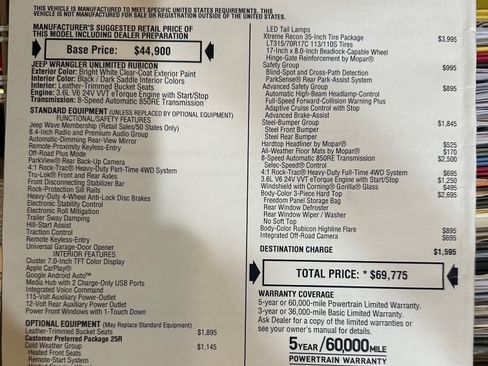 THIS VEHICLE IS MANUFACTURED TO MEET SPECIFIC UNITED STATES REQUIREMENTS. THIS
VEHICLE IS NOT MANUFACTURED FOR SALE OR REGISTRATION OUTSIDE OF THE UNITED STATES.
MANUFACTURER'S SUGGESTED RETAIL PRICE OF
THIS MODEL INCLUDING DEALER PREPARATION
Base Price: $44,900
JEEP WRANGLER UNLIMITED RUBICON
Exterior Color: Bright White Clear-Coat Exterior Paint
Interior Color: Black / Dark Saddle Interior Colors
Interior: Leather-Trimmed Bucket Seats
Engine: 3.6L V6 24V VVT eTorque Engine with Start/Stop
Transmission: 8-Speed Automatic 850RE Transmission
STANDARD EQUIPMENT (UNLESS REPLACED BY OPTIONAL EQUIPMENT)
FUNCTIONAL/SAFETY FEATURES
Jeep Wave Membership (Retail Sales/50 States Only)
8.4-Inch Radio and Premium Audio Group
Automatic-Dimming Rear-View Mirror
Remote-Proximity Keyless-Entry
Off-Road Plus Mode
ParkView® Rear Back-Up Camera
4:1 Rock-Trac® Heavy-Duty Part-Time 4WD System
Tru-Lok® Front and Rear Axles
Front Disconnecting Stabilizer Bar
Rock-Protection Sill Rails
Heavy-Duty 4-Wheel Anti-Lock Disc Brakes
Electronic Stability Control
Electronic Roll Mitigation
Trailer Sway Damping
Hill-Start Assist
Traction Control
Remote Keyless-Entry
Universal Garage-Door Opener
INTERIOR FEATURES
Cluster 7.0-Inch TFT Color Display
Apple CarPlay®
Google Android Auto™
Media Hub with 2 Charge-Only USB Ports
Integrated Voice Command
115-Volt Auxiliary Power-Outlet
12-Volt Rear Auxiliary Power Outlet
Power Front Windows with 1-Touch Down
OPTIONAL EQUIPMENT (May Replace Standard Equipment)
Leather-Trimmed Bucket Seats $1,895
Customer Preferred Package 25R
Cold Weather Group $1,145
Heated Front Seats
Remote-Start System
LED Tail Lamps
Xtreme Recon 35-Inch Tire Package $3,995
LT315/70R17C 113/110S Tires
17-Inch x 8.0-Inch Beadlock-Capable Wheel
Hinge-Gate Reinforcement by Mopar®
Safety Group $995
Blind-Spot and Cross-Path Detection
ParkSense® Rear Park-Assist System
Advanced Safety Group $895
Automatic High-Beam Headlamp-Control
Full-Speed Forward-Collision Warning Plus
Adaptive Cruise Control with Stop
Advanced Brake-Assist
Steel-Bumper Group $1,845
Steel Front Bumper
Steel Rear Bumper
Hardtop Headliner by Mopar® $525
All-Weather Floor Mats by Mopar® $170
8-Speed Automatic 850RE Transmission $2,500
Selec-Speed® Control
4:1 Rock-Trac® Heavy-Duty Full-Time 4WD System $695
3.6L V6 24V VVT eTorque Engine with Start/Stop $1,250
Windshield with Corning® Gorilla® Glass $495
Body-Color 3-Piece Hard Top $2,695
Freedom Panel Storage Bag
Rear Window Defroster
Rear Window Wiper / Washer
No Soft Top
Body-Color Rubicon Highline Flare $895
Integrated Off-Road Camera $695
DESTINATION CHARGE $1,595
TOTAL PRICE: * $69,775
WARRANTY COVERAGE
5-year or 60,000-mile Powertrain Limited Warranty.
3-year or 36,000-mile Basic Limited Warranty.
Ask Dealer for a copy of the limited warranties or
see your owner's manual for details.
5 YEAR / 60,000 MILE
POWERTRAIN WARRANTY